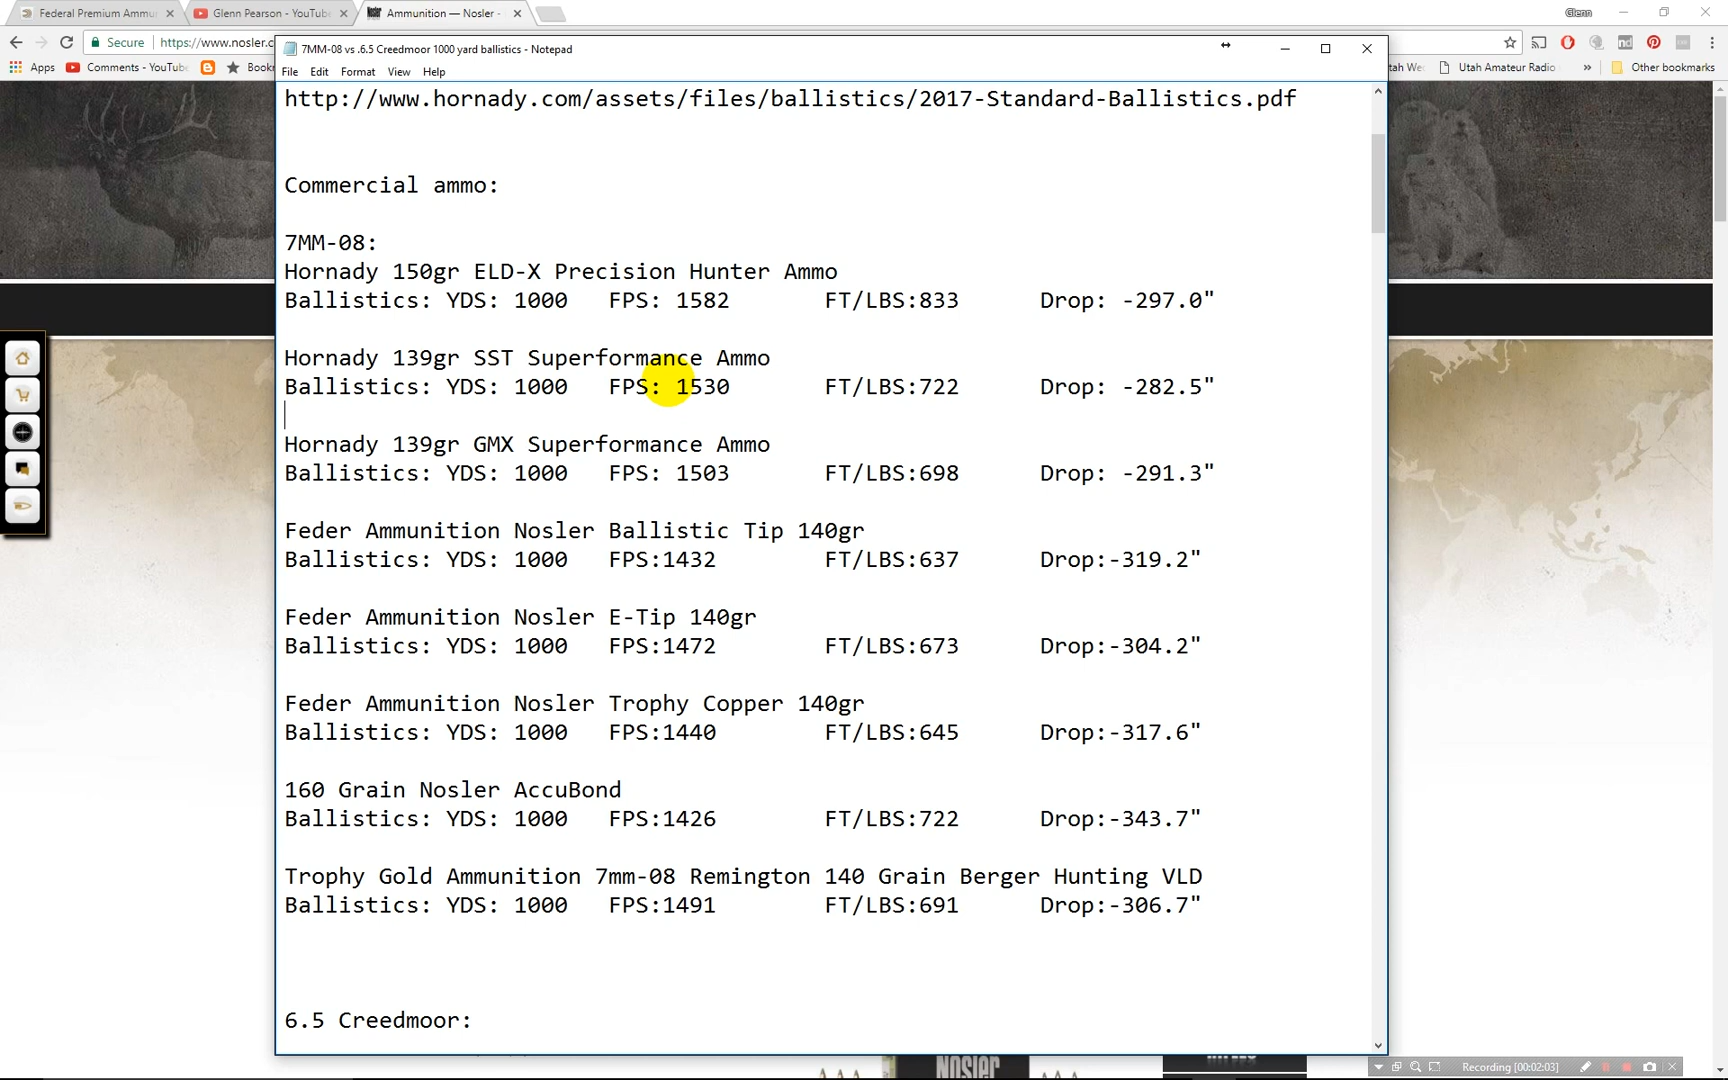 Federal Premium Ammu
Glenn Pearson - YouTube
Ammunition — Nosler -
Glenn
Secure https://www.nosler.c
Apps Comments - YouTub Book
Utah Amateur Radio » Other bookmarks
7MM-08 vs .6.5 Creedmoor 1000 yard ballistics - Notepad
File Edit Format View Help
http://www.hornady.com/assets/files/ballistics/2017-Standard-Ballistics.pdf
Commercial ammo:
7MM-08:
Hornady 150gr ELD-X Precision Hunter Ammo
Ballistics: YDS: 1000 FPS: 1582 FT/LBS:833 Drop: -297.0"
Hornady 139gr SST Superformance Ammo
Ballistics: YDS: 1000 FPS: 1530 FT/LBS:722 Drop: -282.5"
Hornady 139gr GMX Superformance Ammo
Ballistics: YDS: 1000 FPS: 1503 FT/LBS:698 Drop: -291.3"
Feder Ammunition Nosler Ballistic Tip 140gr
Ballistics: YDS: 1000 FPS:1432 FT/LBS:637 Drop:-319.2"
Feder Ammunition Nosler E-Tip 140gr
Ballistics: YDS: 1000 FPS:1472 FT/LBS:673 Drop:-304.2"
Feder Ammunition Nosler Trophy Copper 140gr
Ballistics: YDS: 1000 FPS:1440 FT/LBS:645 Drop:-317.6"
160 Grain Nosler AccuBond
Ballistics: YDS: 1000 FPS:1426 FT/LBS:722 Drop:-343.7"
Trophy Gold Ammunition 7mm-08 Remington 140 Grain Berger Hunting VLD
Ballistics: YDS: 1000 FPS:1491 FT/LBS:691 Drop:-306.7"
6.5 Creedmoor:
Nosler
Recording [00:02:03]